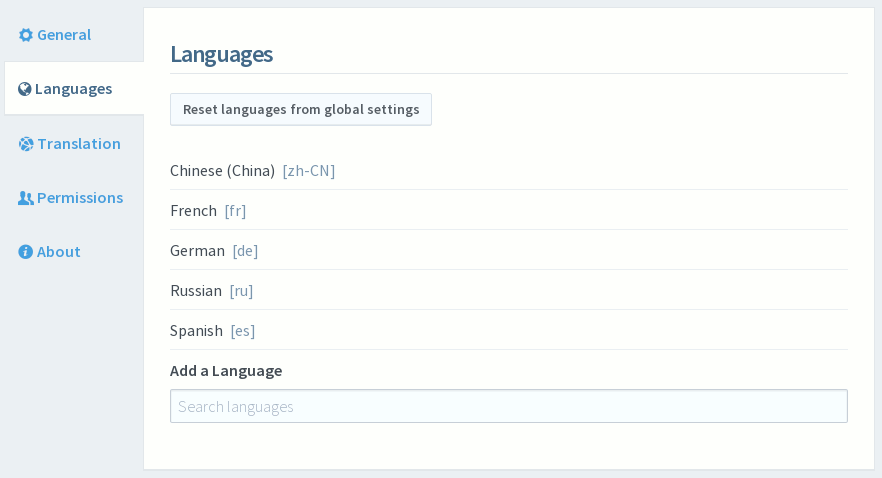 General
Languages
Translation
Permissions
About
Languages
Reset languages from global settings
Chinese (China) [zh-CN]
French [fr]
German [de]
Russian [ru]
Spanish [es]
Add a Language
Search languages